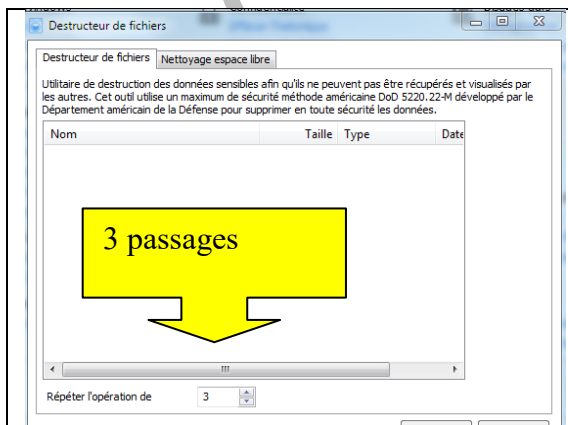 Destructeur de fichiers
Destructeur de fichiers Nettoyage espace libre
Utilitaire de destruction des données sensibles afin qu'ils ne peuvent pas être récupérés et visualisés par
les autres. Cet outil utilise un maximum de sécurité méthode américaine DoD 5220.22-M développé par le
Département américain de la Défense pour supprimer en toute sécurité les données.
Nom Taille Type Date
3 passages
Répéter l'opération de 3